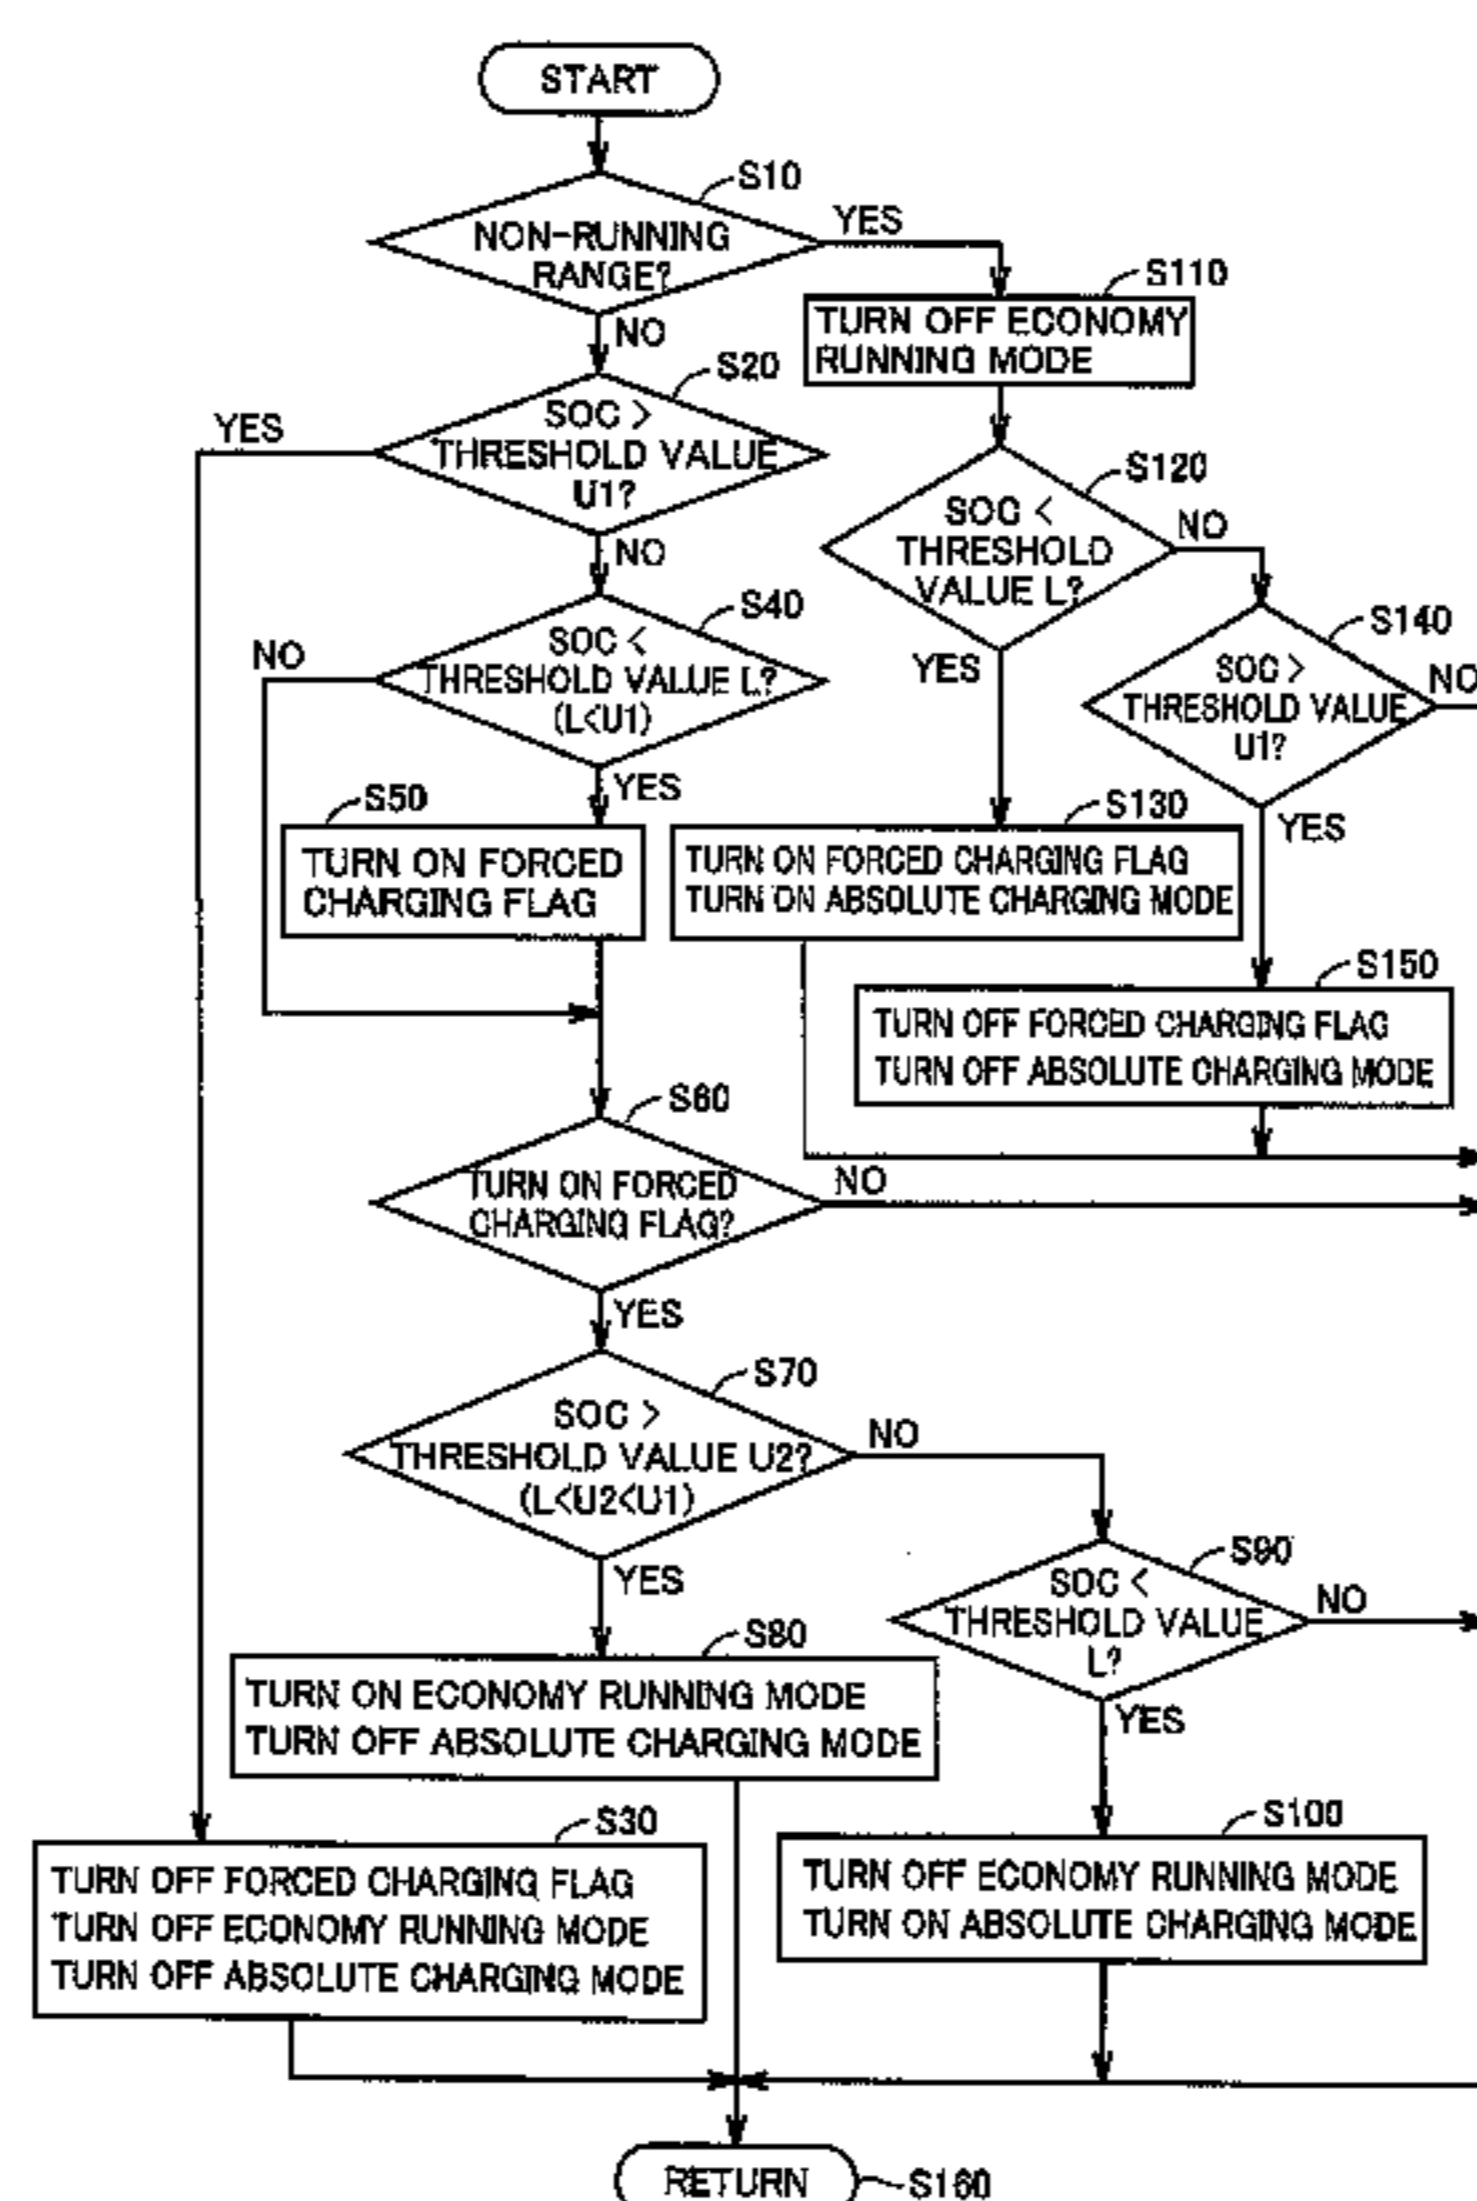 START
S10
NON-RUNNING
RANGE?
YES
NO
S110
TURN OFF ECONOMY
RUNNING MODE
S20
SOC >
THRESHOLD VALUE
U1?
YES
NO
S120
SOC <
THRESHOLD
VALUE L?
NO
YES
S40
SOC <
THRESHOLD VALUE L?
(L<U1)
NO
YES
S140
SOC >
THRESHOLD VALUE
U1?
NO
YES
S50
TURN ON FORCED
CHARGING FLAG
S130
TURN ON FORCED CHARGING FLAG
TURN ON ABSOLUTE CHARGING MODE
S150
TURN OFF FORCED CHARGING FLAG
TURN OFF ABSOLUTE CHARGING MODE
S60
TURN ON FORCED
CHARGING FLAG?
NO
YES
S70
SOC >
THRESHOLD VALUE U2?
(L<U2<U1)
NO
YES
S90
SOC <
THRESHOLD VALUE
L?
NO
YES
S80
TURN ON ECONOMY RUNNING MODE
TURN OFF ABSOLUTE CHARGING MODE
S30
TURN OFF FORCED CHARGING FLAG
TURN OFF ECONOMY RUNNING MODE
TURN OFF ABSOLUTE CHARGING MODE
S100
TURN OFF ECONOMY RUNNING MODE
TURN ON ABSOLUTE CHARGING MODE
RETURN
S160